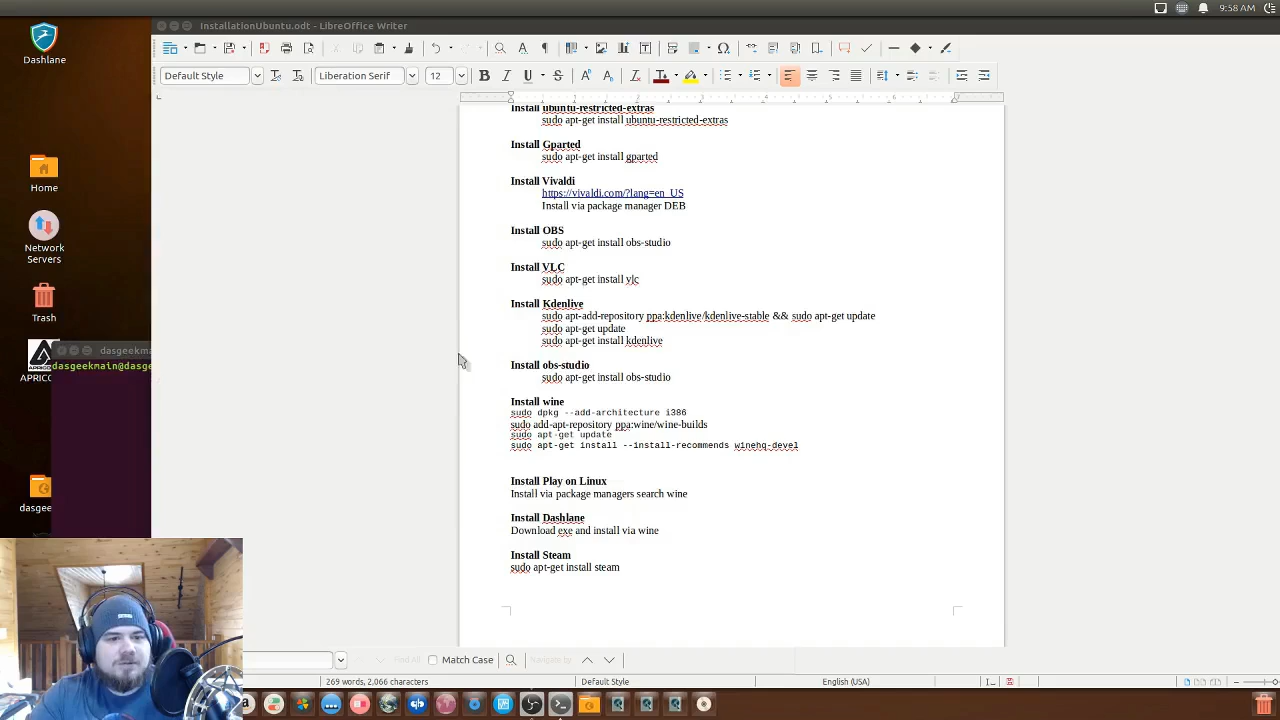 9:58 AM
InstallationUbuntu.odt - LibreOffice Writer
Dashlane
Default Style
Liberation Serif
12
Install ubuntu-restricted-extras
sudo apt-get install ubuntu-restricted-extras
Install Gparted
sudo apt-get install gparted
Install Vivaldi
https://vivaldi.com/?lang=en_US
Install via package manager DEB
Install OBS
sudo apt-get install obs-studio
Install VLC
sudo apt-get install vlc
Install Kdenlive
sudo apt-add-repository ppa:kdenlive/kdenlive-stable && sudo apt-get update
sudo apt-get update
sudo apt-get install kdenlive
Install obs-studio
sudo apt-get install obs-studio
Install wine
sudo dpkg --add-architecture i386
sudo add-apt-repository ppa:wine/wine-builds
sudo apt-get update
sudo apt-get install --install-recommends winehq-devel
Install Play on Linux
Install via package managers search wine
Install Dashlane
Download exe and install via wine
Install Steam
sudo apt-get install steam
Home
Network
Servers
Trash
APRICO
dasgeekma
dasgeekmain@dasge
dasgee
Find All
Match Case
Navigate by
269 words, 2,066 characters
Default Style
English (USA)